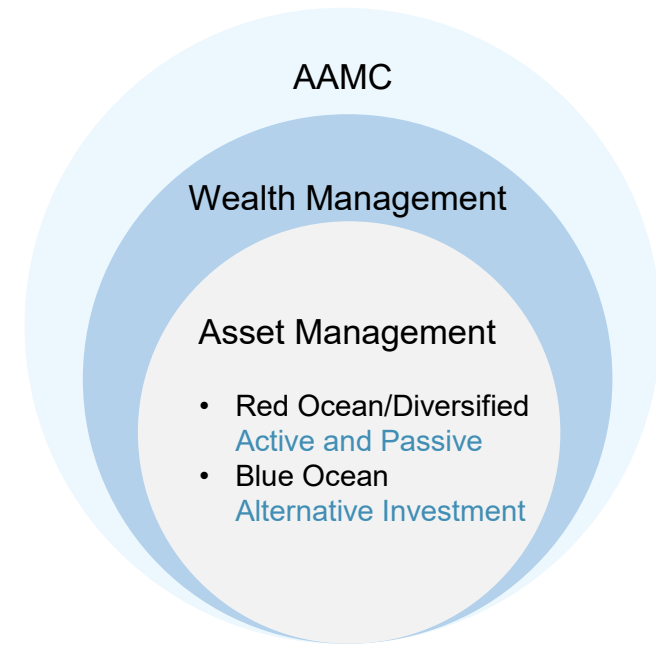 AAMC
Wealth Management
Asset Management
• Red Ocean/Diversified
Active and Passive
• Blue Ocean
Alternative Investment